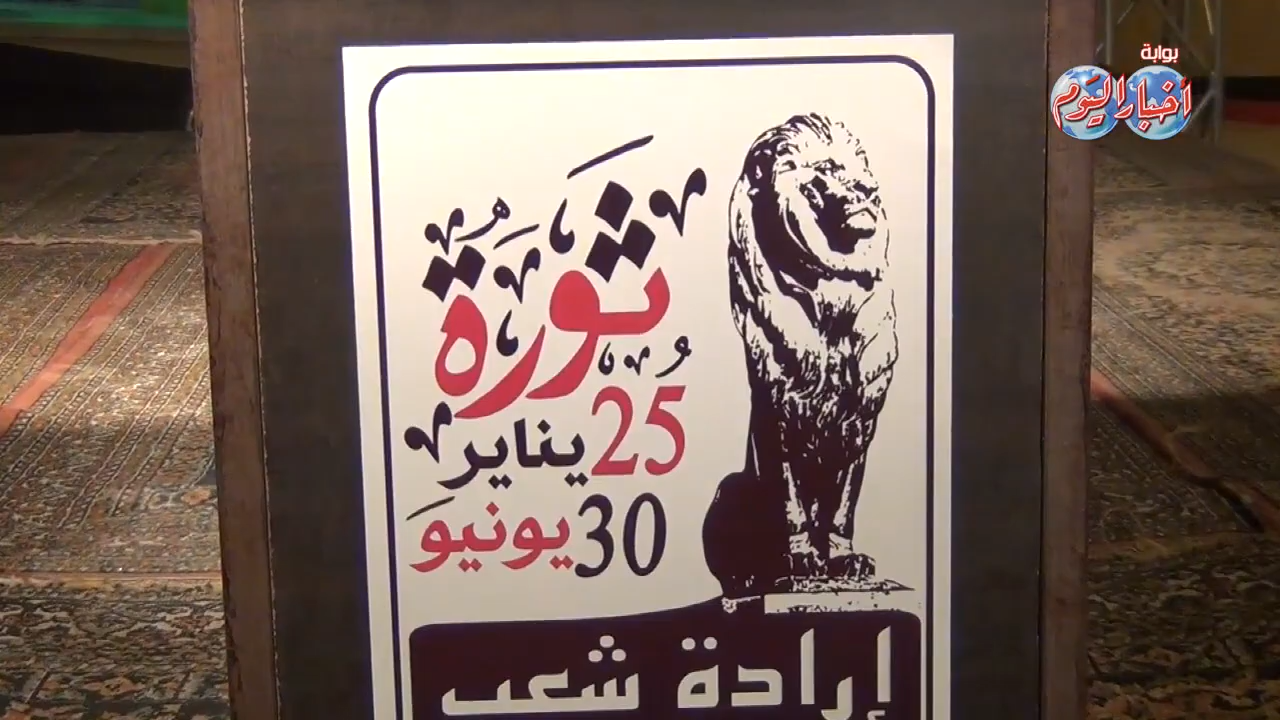 بوابة
أخبار اليوم
ثورة
25 يناير
30 يونيو
إرادة شعب